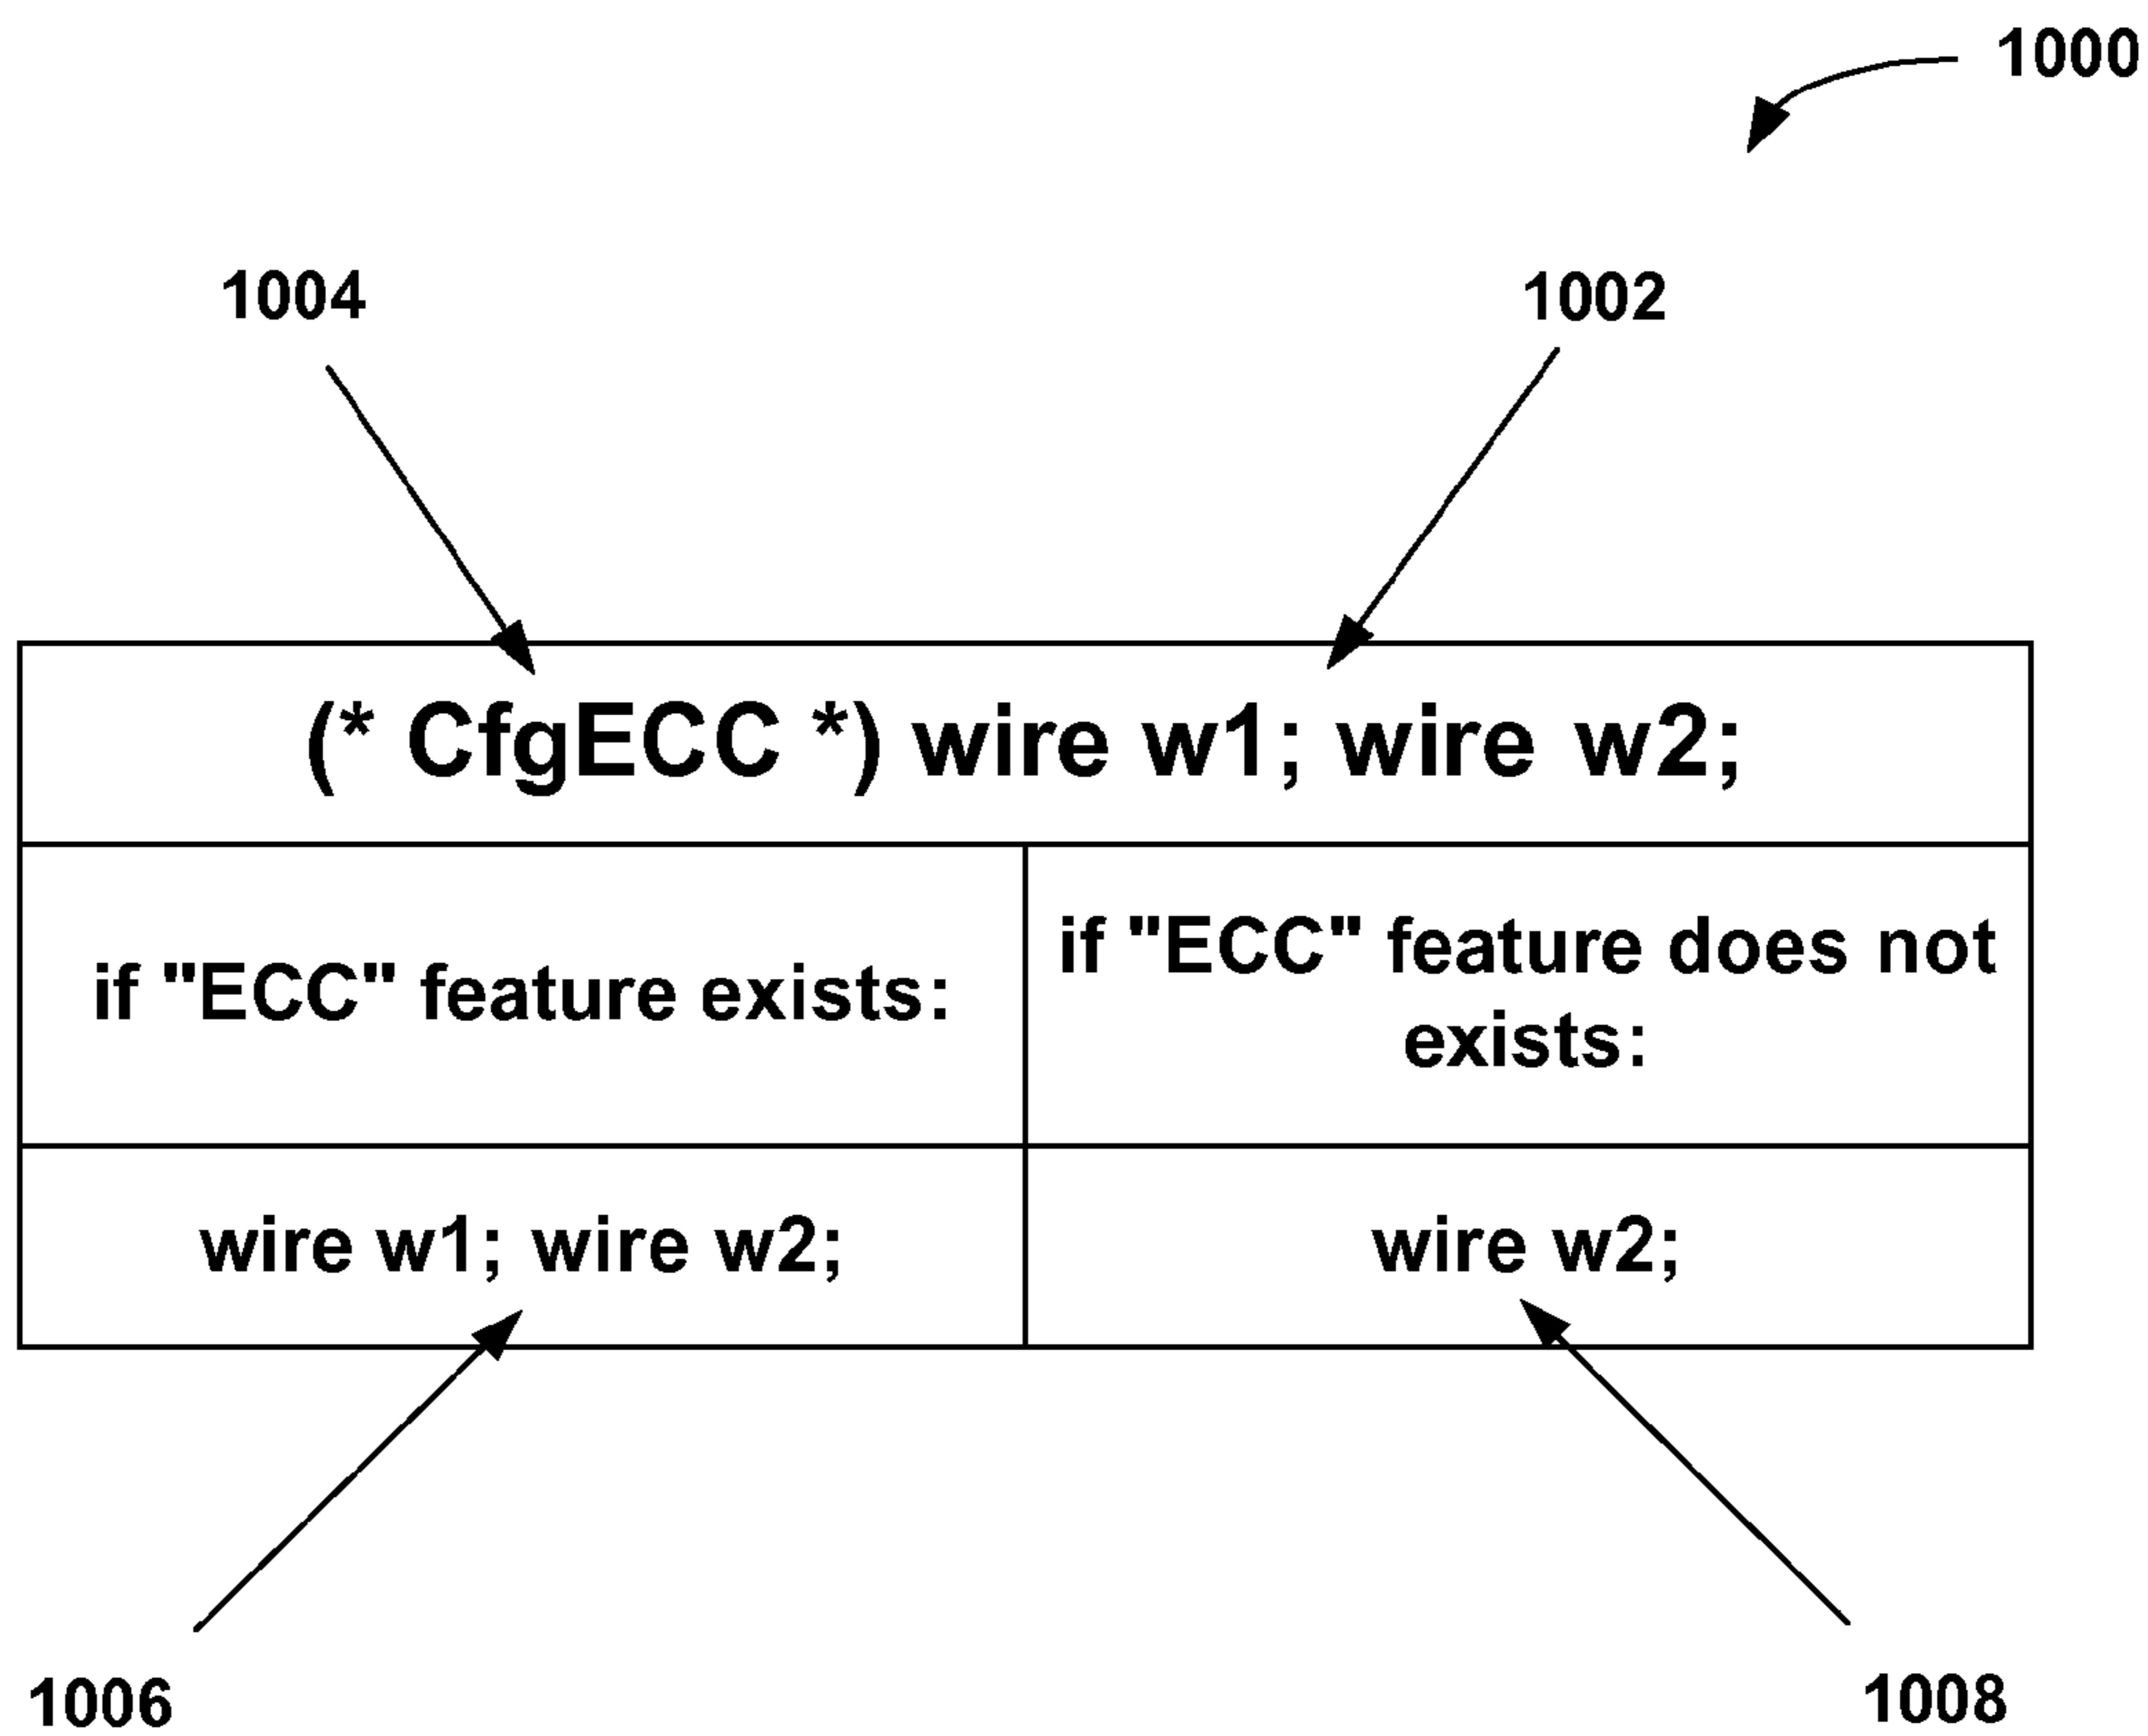 1000
1004
1002
(* CfgECC *) wire w1; wire w2;
if "ECC" feature exists:
if "ECC" feature does not
exists:
wire w1; wire w2;
wire w2;
1006
1008